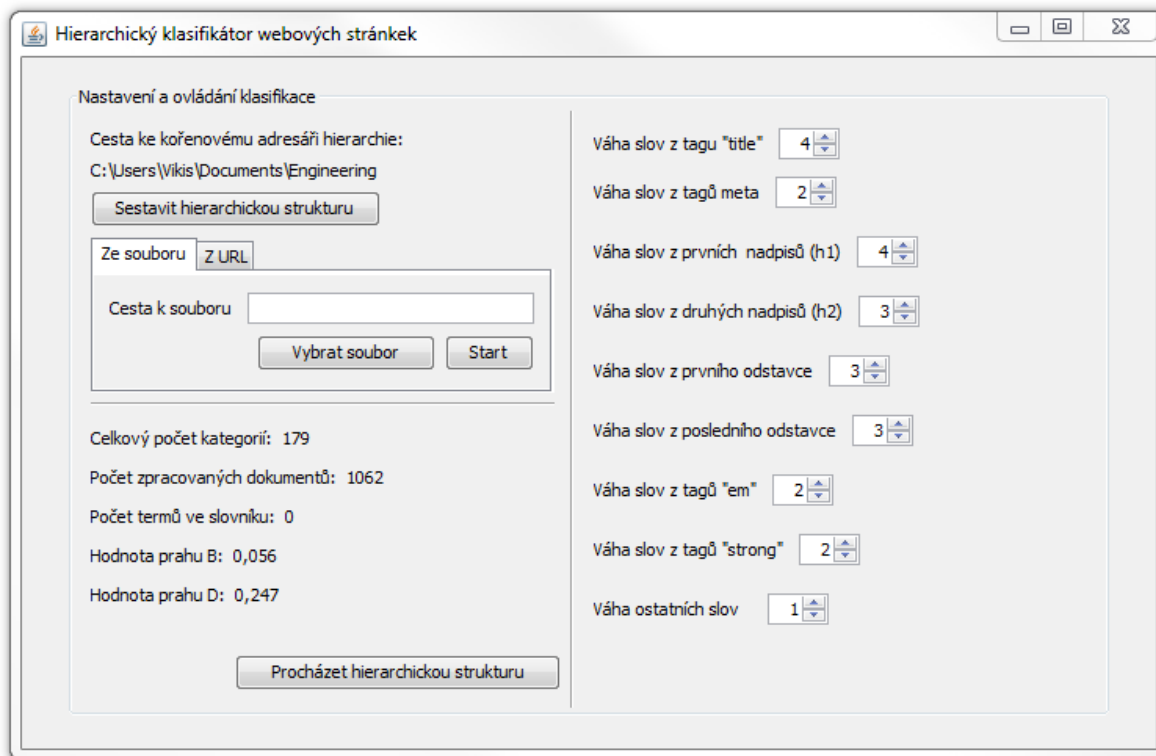 Hierarchický klasifikátor webových stránkek
Nastavení a ovládání klasifikace
Cesta ke kořenovému adresáři hierarchie:
C:\Users\Vikis\Documents\Engineering
Sestavit hierarchickou strukturu
Ze souboru Z URL
Cesta k souboru
Vybrat soubor Start
Celkový počet kategorií: 179
Počet zpracovaných dokumentů: 1062
Počet termů ve slovníku: 0
Hodnota prahu B: 0,056
Hodnota prahu D: 0,247
Procházet hierarchickou strukturu
Váha slov z tagu "title" 4
Váha slov z tagů meta 2
Váha slov z prvních nadpisů (h1) 4
Váha slov z druhých nadpisů (h2) 3
Váha slov z prvního odstavce 3
Váha slov z posledního odstavce 3
Váha slov z tagů "em" 2
Váha slov z tagů "strong" 2
Váha ostatních slov 1